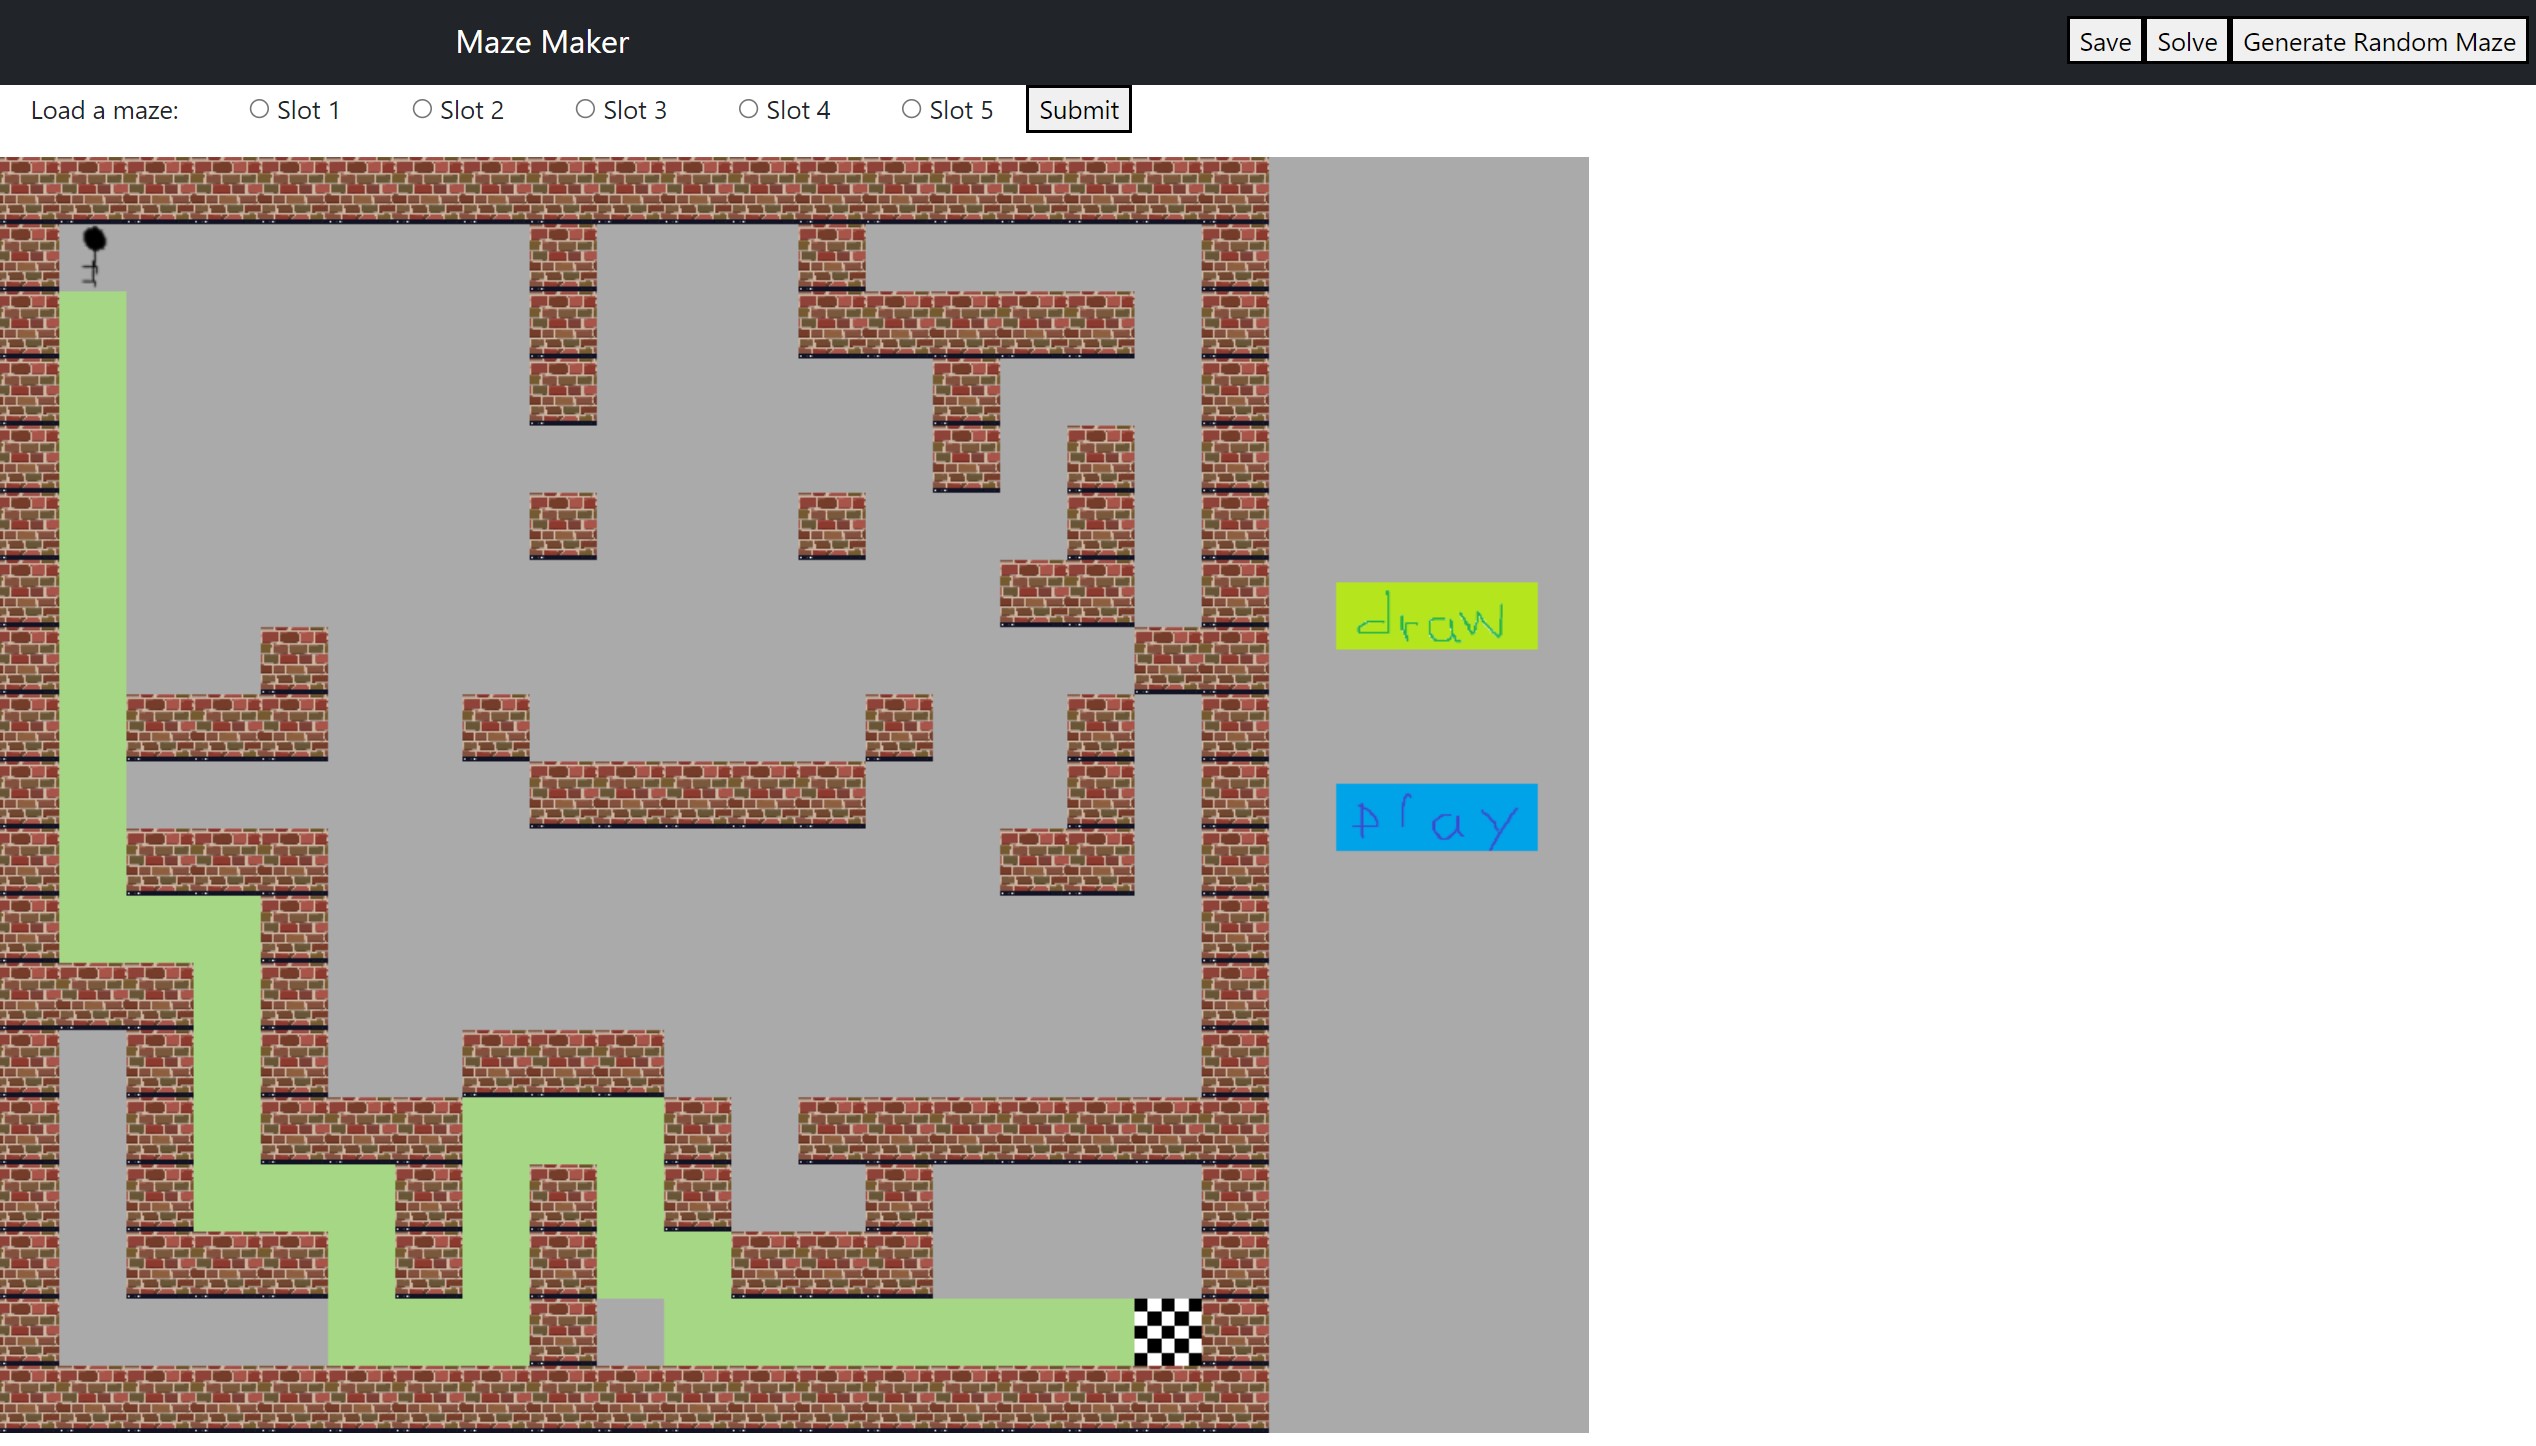 Maze Maker Save Solve Generate Random Maze
Load a maze: Slot 1 Slot 2 Slot 3 Slot 4 Slot 5 Submit
draw
play